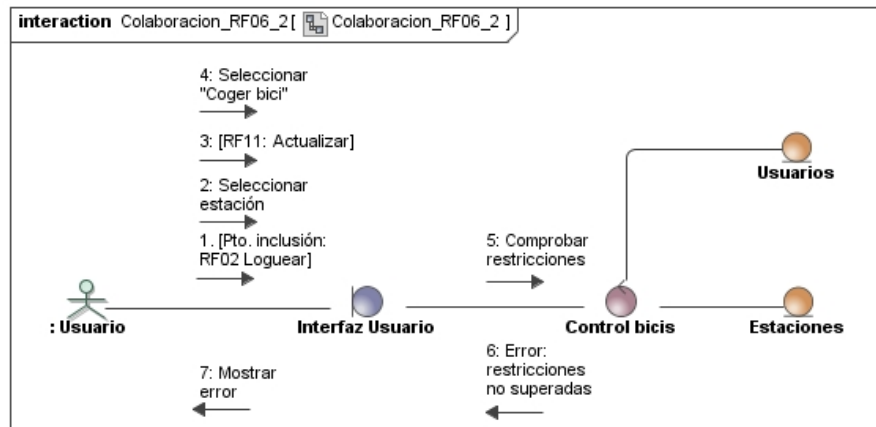 interaction Colaboracion_RF06_2[ Colaboracion_RF06_2 ]
4: Seleccionar
"Coger bici"
3: [RF11: Actualizar]
2: Seleccionar
estación
1. [Pto. inclusión:
RF02 Loguear]
5: Comprobar
restricciones
Usuarios
: Usuario
Interfaz Usuario
Control bicis
Estaciones
7: Mostrar
error
6: Error:
restricciones
no superadas